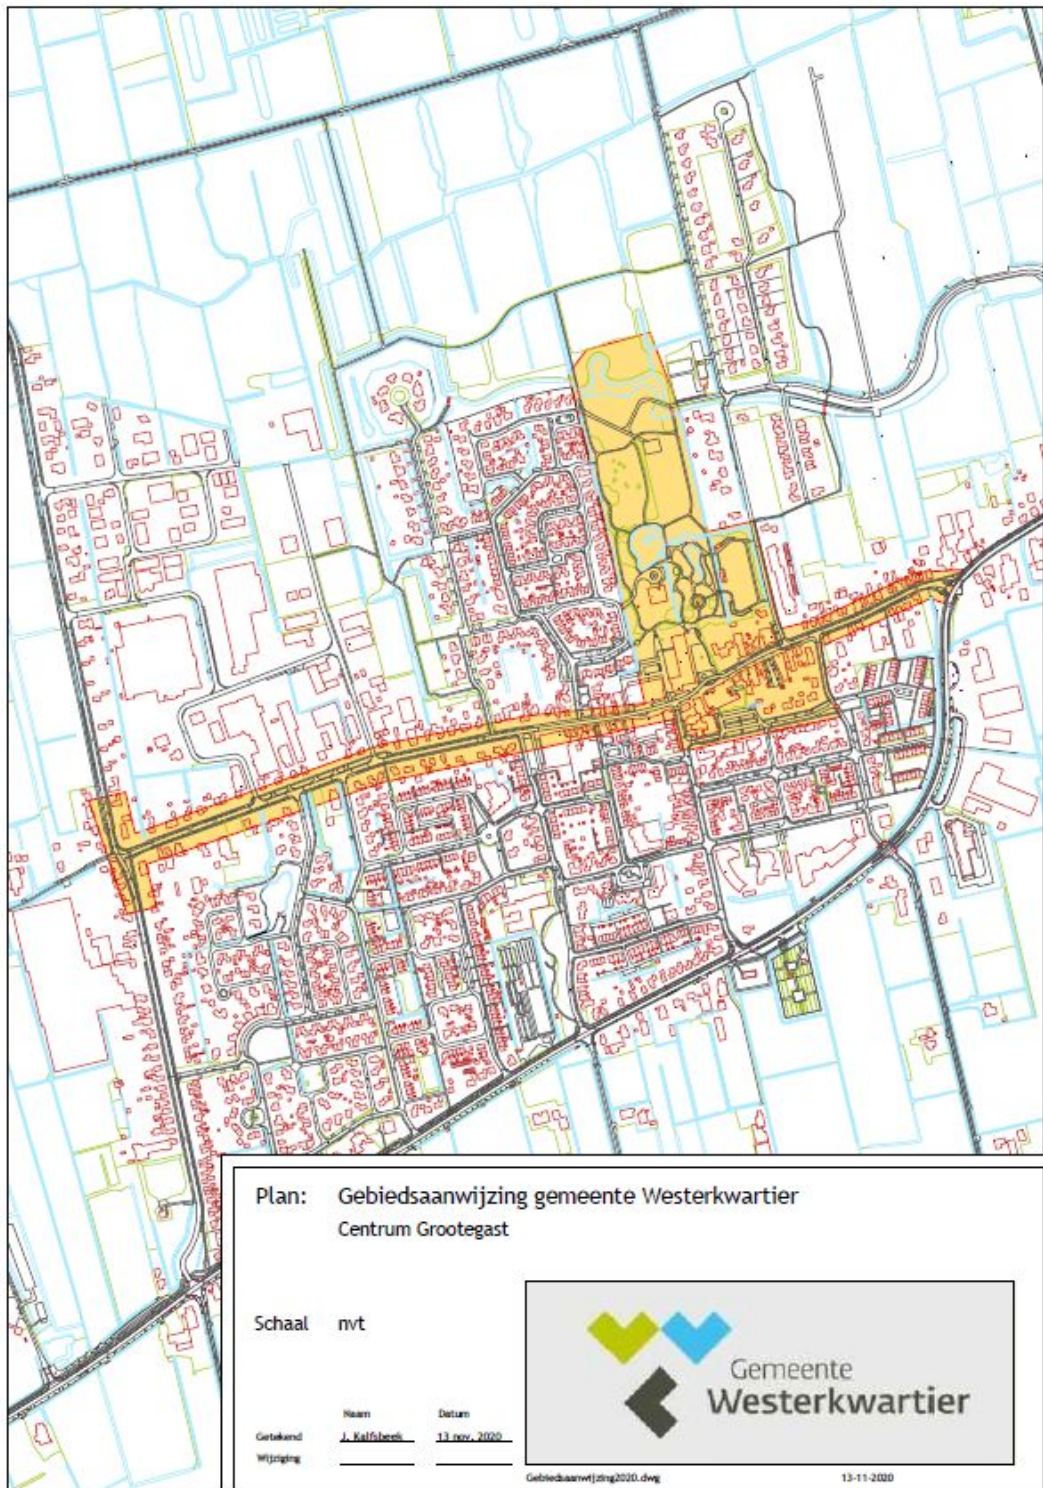 Plan: Gebiedsaanwijzing gemeente Westerkwartier
Centrum Grootegast
Schaal nvt
Gemeente
Westerkwartier
Naam Datum
Getekend J. Kalfsbeek 13 nov. 2020
Wijziging
Gebiedsaanwijzing2020.dwg 13-11-2020